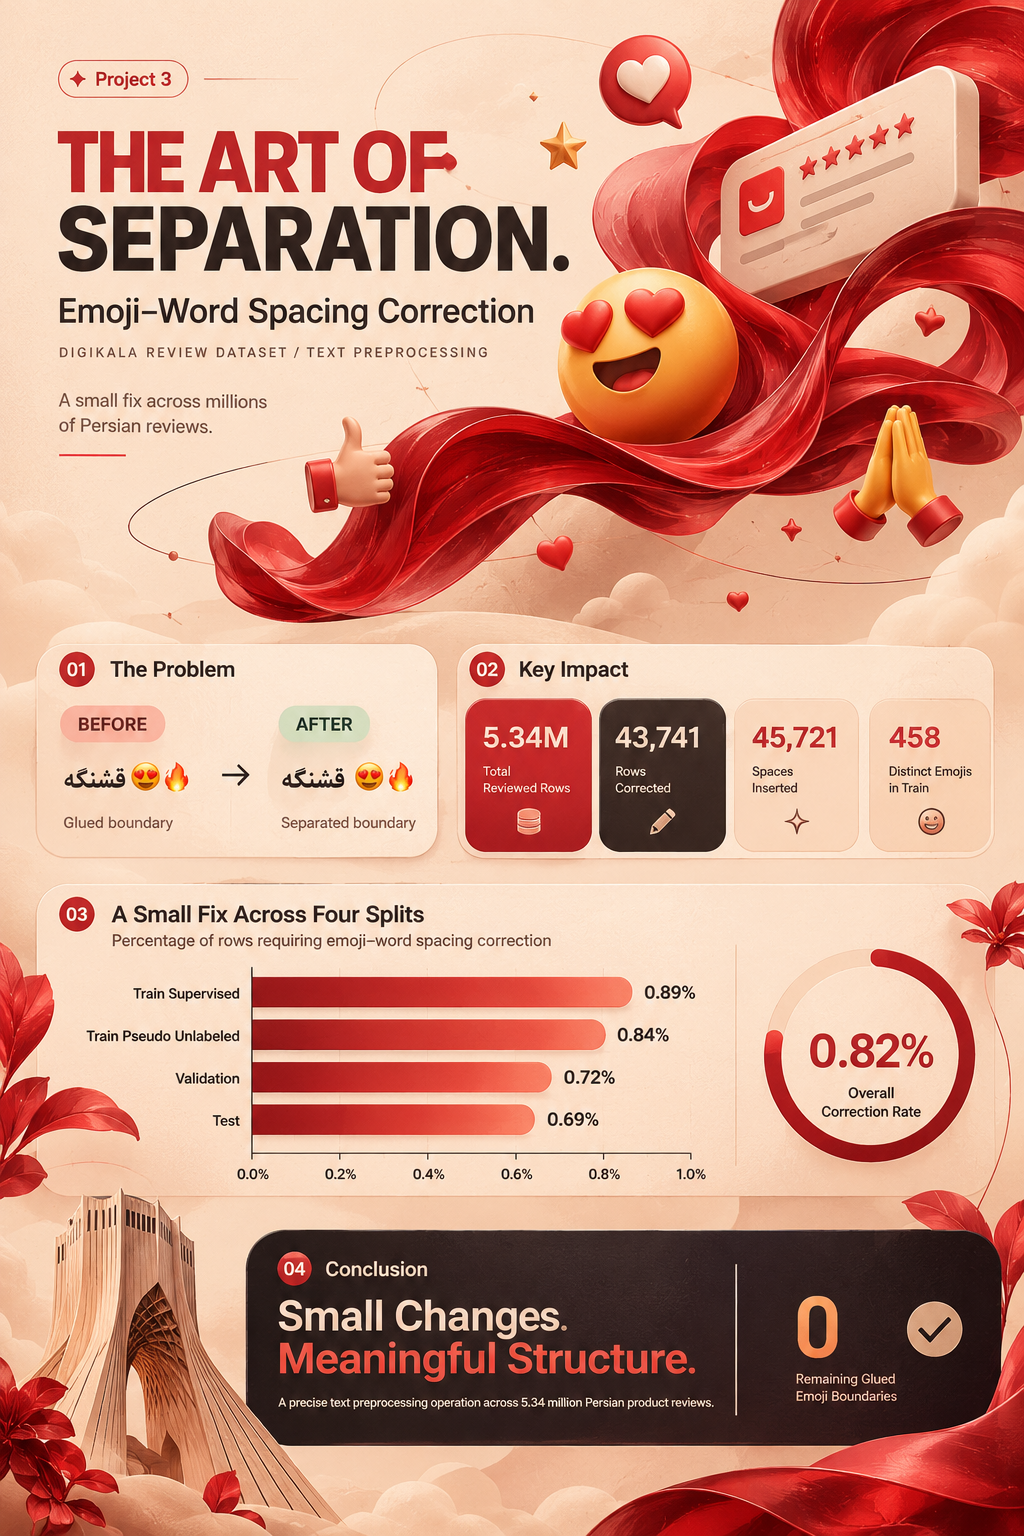 Project 3
THE ART OF
SEPARATION.
Emoji–Word Spacing Correction
DIGIKALA REVIEW DATASET / TEXT PREPROCESSING
A small fix across millions
of Persian reviews.
01 The Problem
BEFORE
AFTER
قشنگه😍🔥 → قشنگه 😍🔥
Glued boundary
Separated boundary
02 Key Impact
5.34M
Total
Reviewed Rows
43,741
Rows
Corrected
45,721
Spaces
Inserted
458
Distinct Emojis
in Train
03 A Small Fix Across Four Splits
Percentage of rows requiring emoji–word spacing correction
Train Supervised 0.89%
Train Pseudo Unlabeled 0.84%
Validation 0.72%
Test 0.69%
0.0% 0.2% 0.4% 0.6% 0.8% 1.0%
0.82%
Overall
Correction Rate
04 Conclusion
Small Changes.
Meaningful Structure.
A precise text preprocessing operation across 5.34 million Persian product reviews.
0
Remaining Glued
Emoji Boundaries